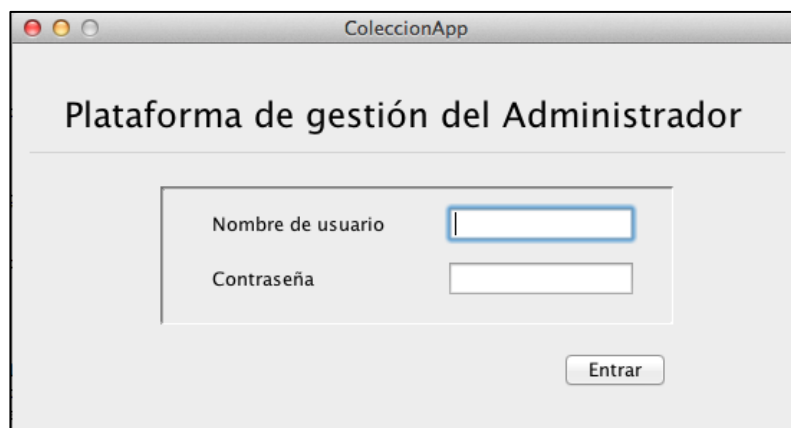 ColeccionApp
Plataforma de gestión del Administrador
Nombre de usuario
Contraseña
Entrar